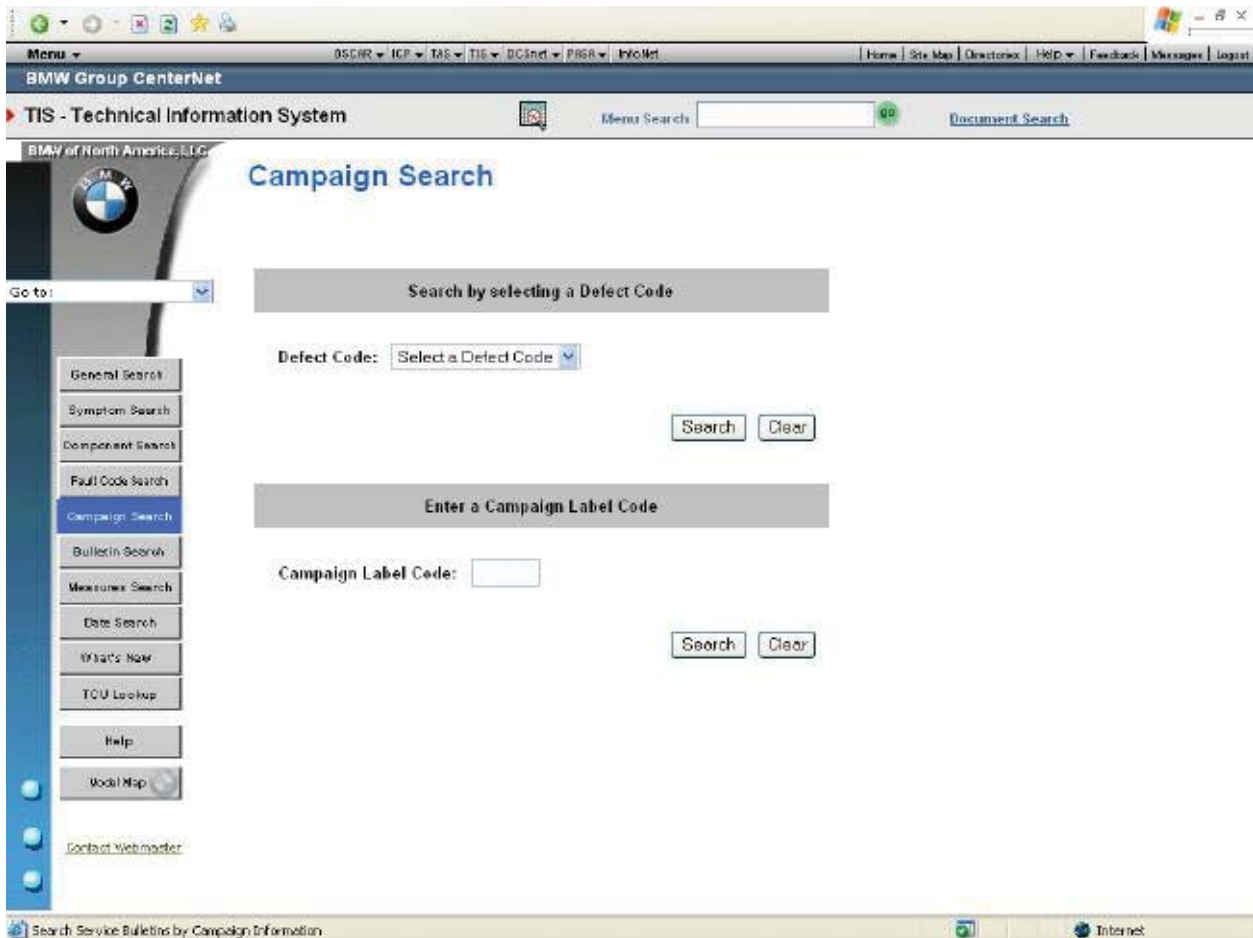 Menu OSCAR ICP TAS TIS DCSnet PASA InfoNet | Home | Site Map | Directories | Help | Feedback | Messages | Logout
BMW Group CenterNet
TIS - Technical Information System Menu Search go Document Search
BMW of North America, LLC
BMW
Campaign Search
Go to:
Search by selecting a Defect Code
Defect Code: Select a Defect Code
Search Clear
Enter a Campaign Label Code
Campaign Label Code:
Search Clear
General Search
Symptom Search
Component Search
Fault Code Search
Campaign Search
Bulletin Search
Measures Search
Date Search
What's New
TCU Lookup
Help
Model Map
Contact Webmaster
Search Service Bulletins by Campaign Information Internet